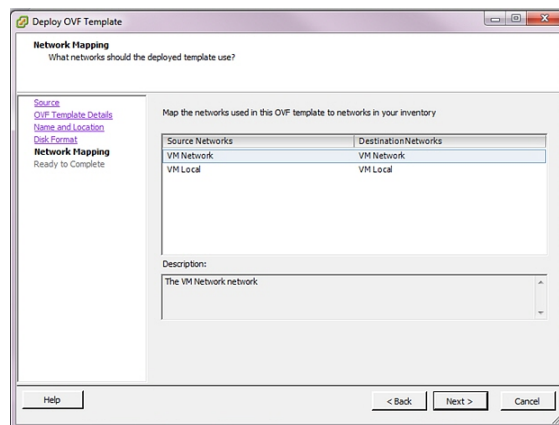 Deploy OVF Template
Network Mapping
What networks should the deployed template use?
Source
OVF Template Details
Name and Location
Disk Format
Network Mapping
Ready to Complete
Map the networks used in this OVF template to networks in your inventory
Source Networks DestinationNetworks
VM Network VM Network
VM Local VM Local
Description:
The VM Network network
Help < Back Next > Cancel